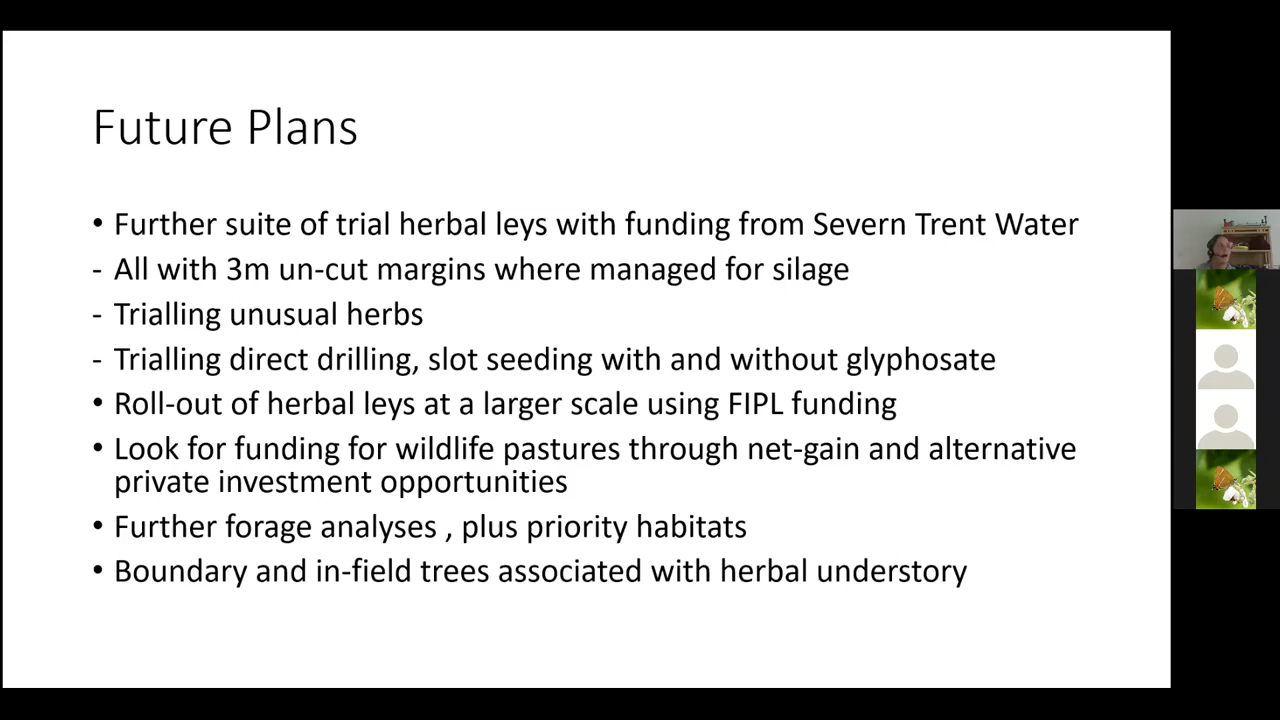 Future Plans
• Further suite of trial herbal leys with funding from Severn Trent Water
- All with 3m un-cut margins where managed for silage
- Trialling unusual herbs
- Trialling direct drilling, slot seeding with and without glyphosate
• Roll-out of herbal leys at a larger scale using FIPL funding
• Look for funding for wildlife pastures through net-gain and alternative
private investment opportunities
• Further forage analyses , plus priority habitats
• Boundary and in-field trees associated with herbal understory